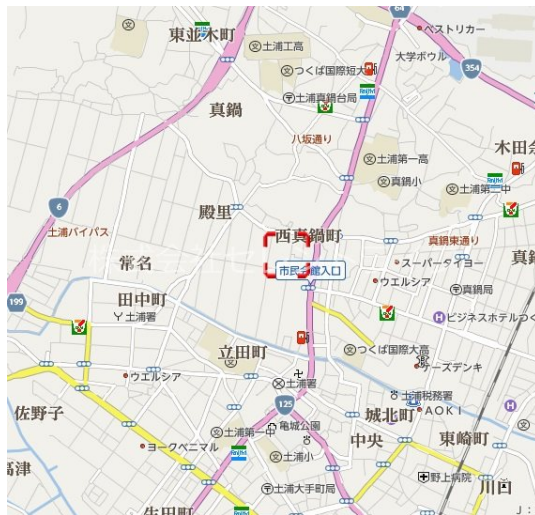 64
ベストリカー
東並木町
土浦工高
大学ボウル
つくば国際短大
354
土浦真鍋台局
真鍋
八坂通り
木田余
土浦第一高
真鍋小
土浦第二中
6
殿里
土浦バイパス
西真鍋町
真鍋東通り
常名
スーパータイヨー
市民会館入口
ウエルシア
真鍋局
199
田中町
土浦署
ビジネスホテルつく
立田町
つくば国際大高
ケーズデンキ
ウエルシア
土浦署
土浦税務署
125
佐野子
城北町
AOKI
土浦第一中
亀城公園
中央
東崎町
ヨークベニマル
土浦小
高津
野上病院
川口
土浦大手町局
生田町